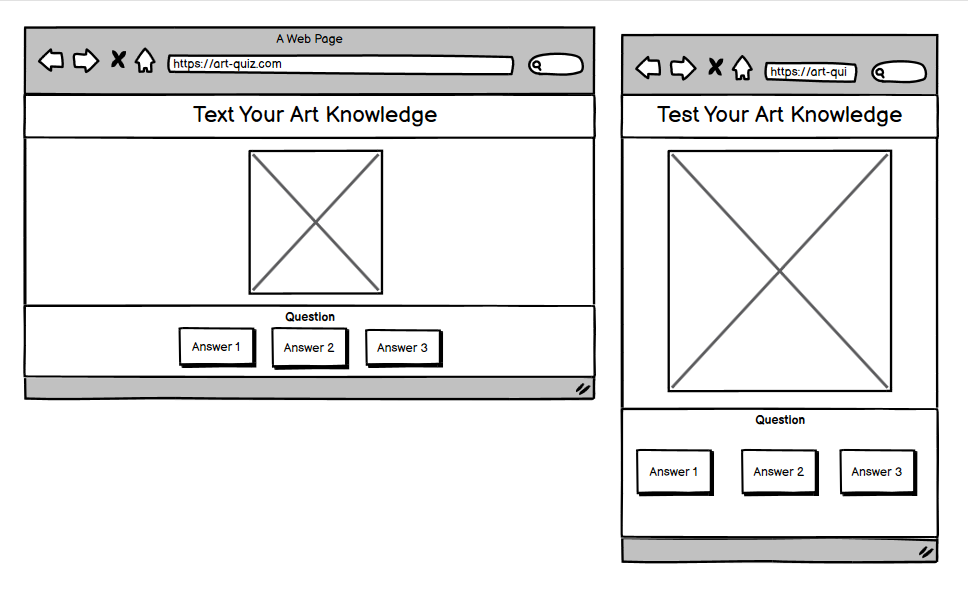 A Web Page
https://art-quiz.com
Text Your Art Knowledge
Question
Answer 1
Answer 2
Answer 3
https://art-qui
Test Your Art Knowledge
Question
Answer 1
Answer 2
Answer 3